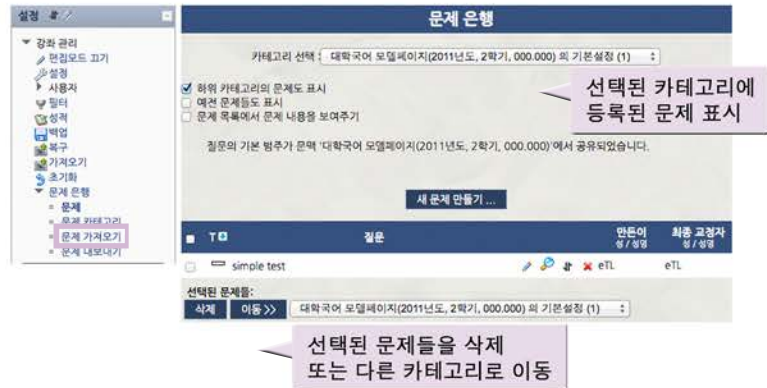 설정
강좌 관리
편집모드 끄기
설정
사용자
필터
성적
백업
복구
가져오기
초기화
문제 은행
문제
문제 카테고리
문제 가져오기
문제 내보내기
문제 은행
카테고리 선택 : 대학국어 모델페이지(2011년도, 2학기, 000.000) 의 기본설정 (1)
하위 카테고리의 문제도 표시
예전 문제들도 표시
문제 목록에서 문제 내용을 보여주기
선택된 카테고리에
등록된 문제 표시
질문의 기본 범주가 문맥 '대학국어 모델페이지(2011년도, 2학기, 000.000)'에서 공유되었습니다.
새 문제 만들기 ...
T 질문 만든이 최종 교정자
성 / 성명 성 / 성명
simple test eTL eTL
선택된 문제들:
삭제 이동 >> 대학국어 모델페이지(2011년도, 2학기, 000.000) 의 기본설정 (1)
선택된 문제들을 삭제
또는 다른 카테고리로 이동